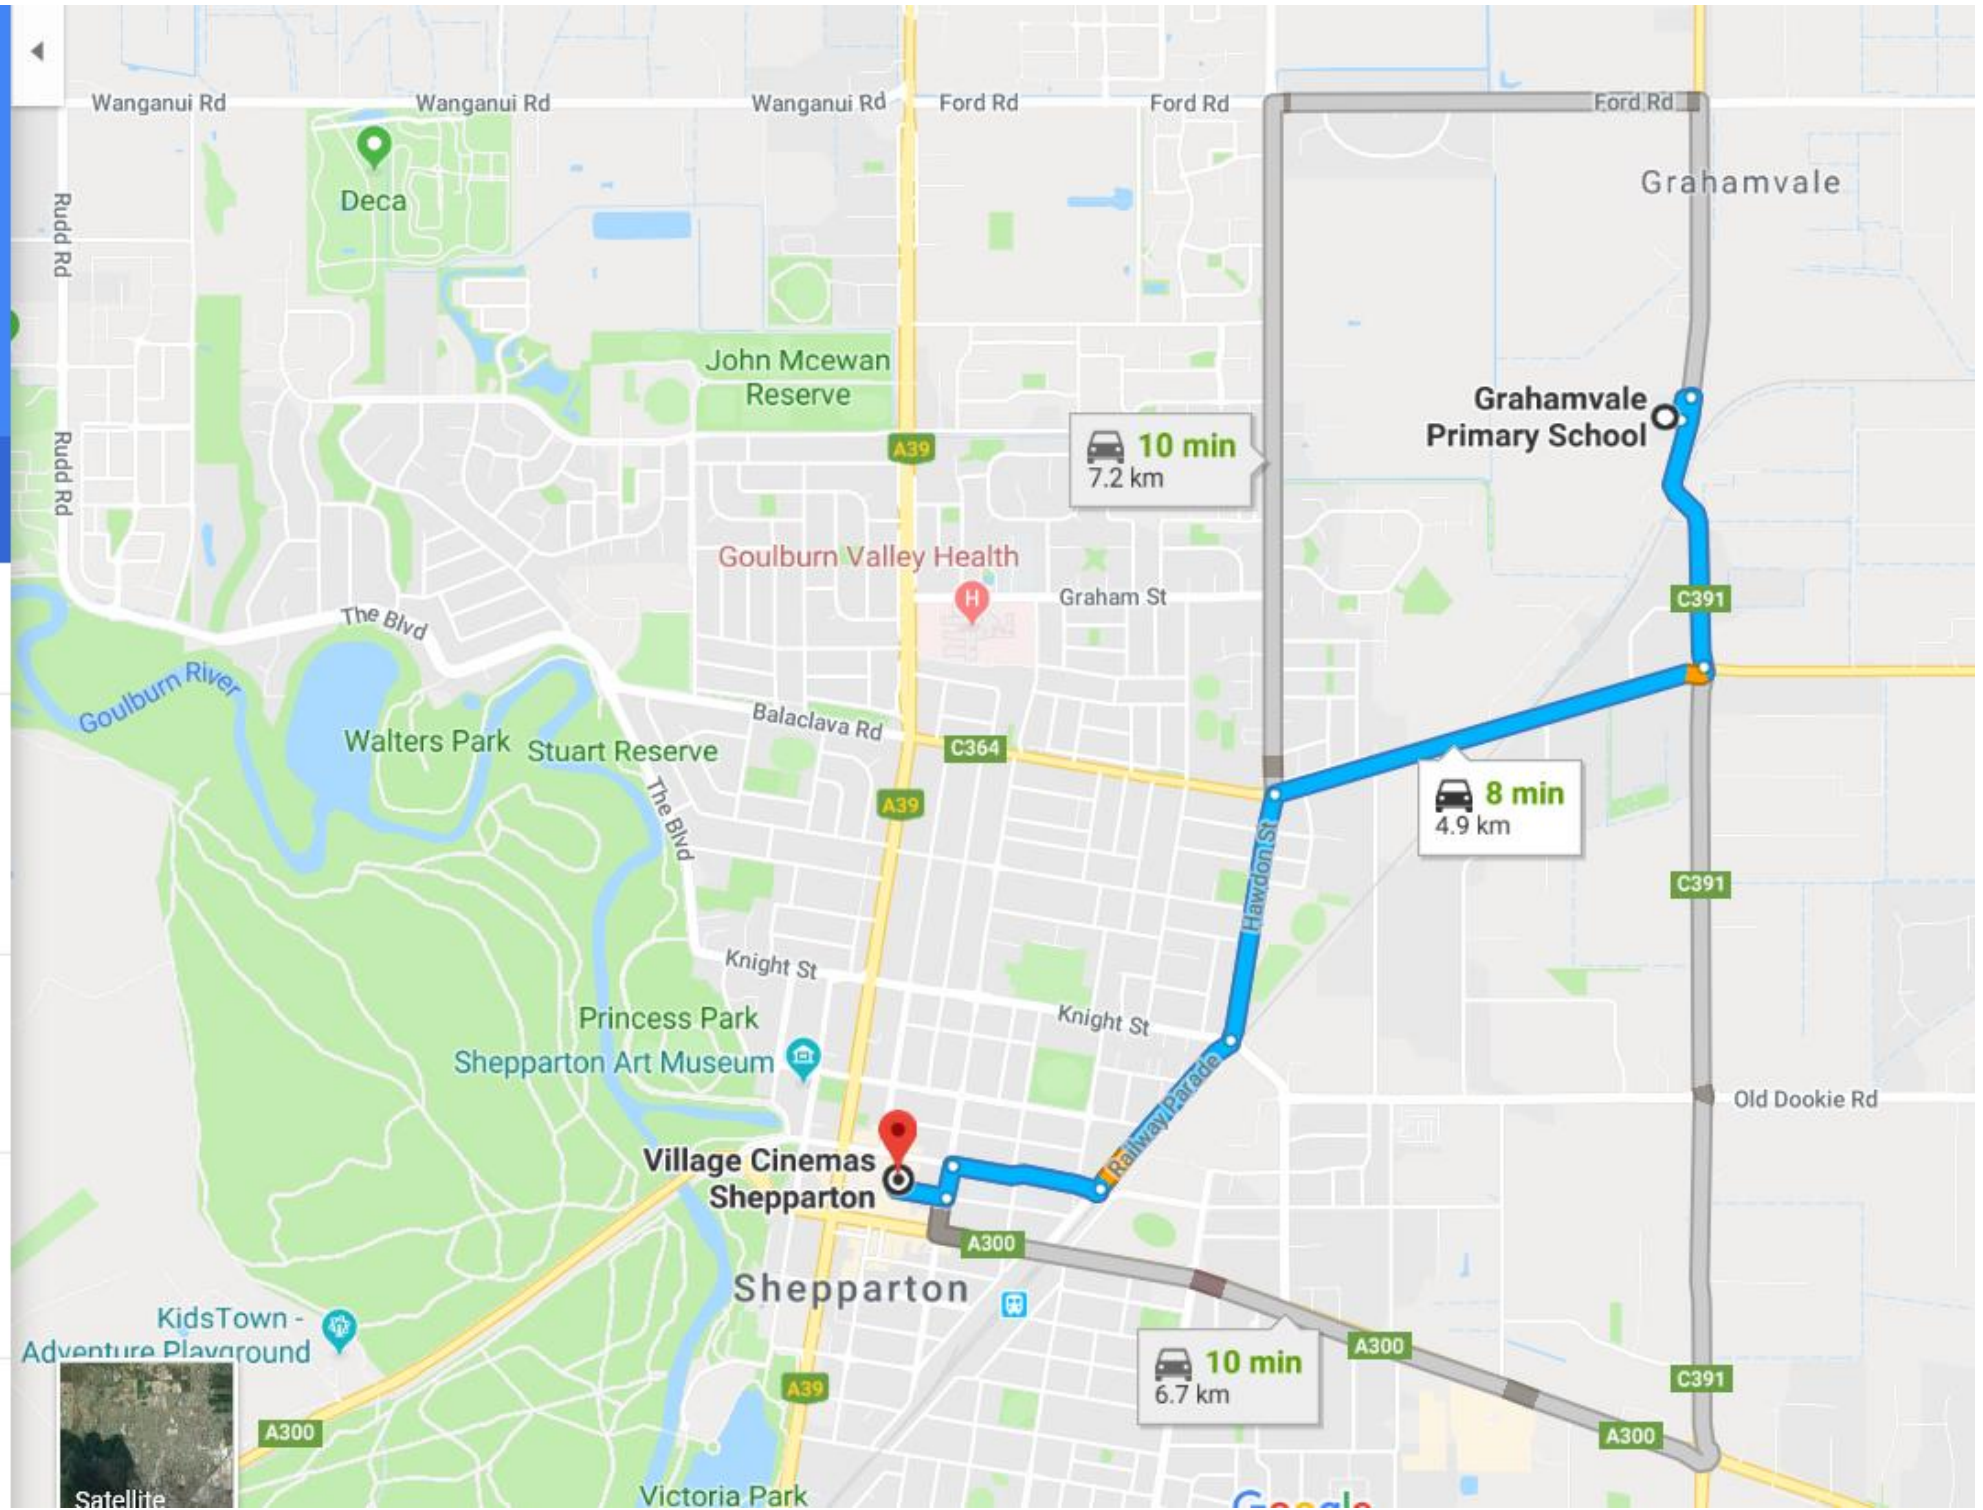 Wanganui Rd
Wanganui Rd
Wanganui Rd
Ford Rd
Ford Rd
Ford Rd
Deca
Grahamvale
Rudd Rd
John Mcewan
Reserve
Grahamvale
Primary School
A39
10 min
7.2 km
Rudd Rd
Goulburn Valley Health
H
Graham St
C391
The Blvd
Goulburn River
Balaclava Rd
Walters Park
Stuart Reserve
C364
The Blvd
A39
8 min
4.9 km
Hawdon St
C391
Knight St
Knight St
Princess Park
Shepparton Art Museum
Railway Parade
Old Dookie Rd
Village Cinemas
Shepparton
A300
Shepparton
KidsTown -
Adventure Playground
A300
10 min
6.7 km
A39
C391
A300
A300
Satellite
Victoria Park
Google